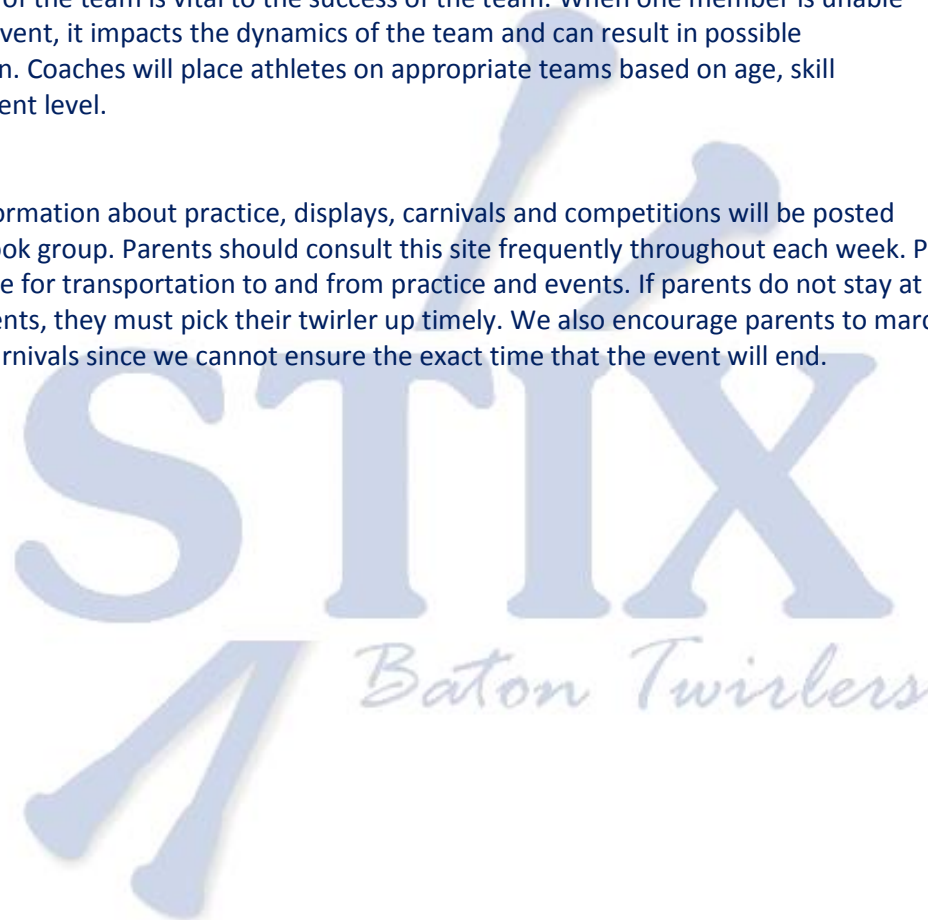 of the team is vital to the success of the team. When one member is unable
vent, it impacts the dynamics of the team and can result in possible
n. Coaches will place athletes on appropriate teams based on age, skill
ent level.
ormation about practice, displays, carnivals and competitions will be posted
ook group. Parents should consult this site frequently throughout each week. P
e for transportation to and from practice and events. If parents do not stay at
ents, they must pick their twirler up timely. We also encourage parents to marc
rnivals since we cannot ensure the exact time that the event will end.
STIX
Baton Twirlers